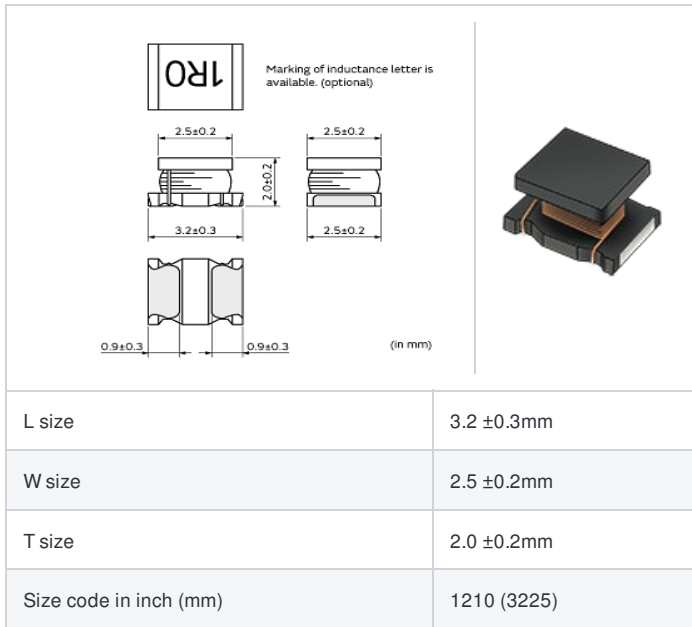 1R0
Marking of inductance letter is
available. (optional)
2.5±0.2
2.5±0.2
2.0±0.2
3.2±0.3
2.5±0.2
0.9±0.3
0.9±0.3
(in mm)
L size
3.2 ±0.3mm
W size
2.5 ±0.2mm
T size
2.0 ±0.2mm
Size code in inch (mm)
1210 (3225)